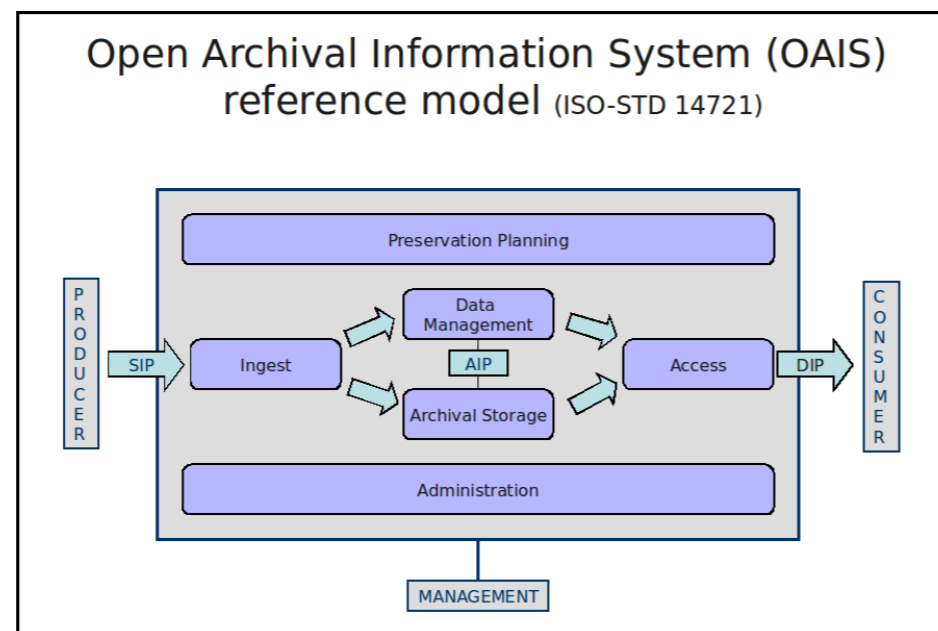 Open Archival Information System (OAIS)
reference model (ISO-STD 14721)
Preservation Planning
PRODUCER
SIP
Ingest
Data
Management
AIP
Archival Storage
Access
DIP
CONSUMER
Administration
MANAGEMENT